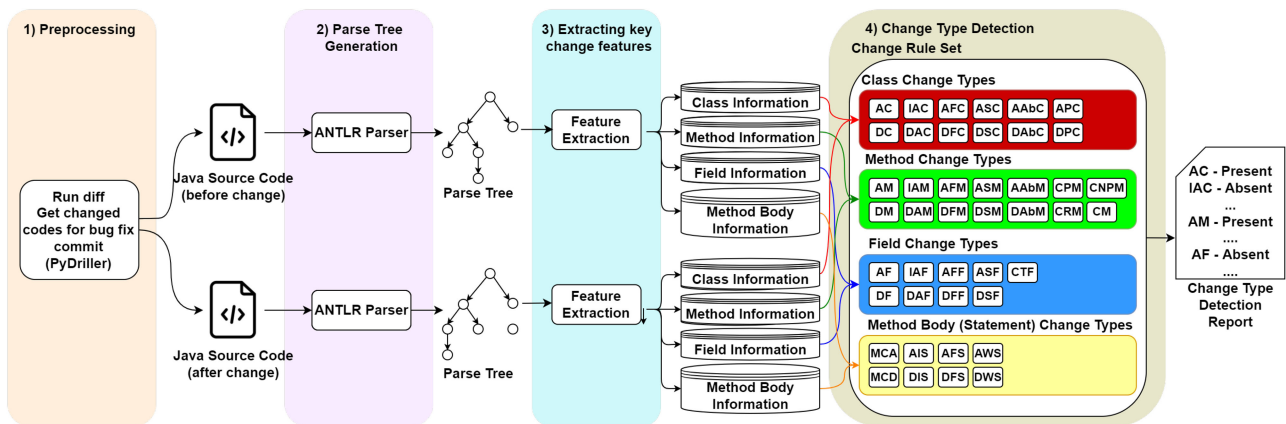 1) Preprocessing
Run diff
Get changed
codes for bug fix
commit
(PyDriller)
Java Source Code
(before change)
Java Source Code
(after change)
2) Parse Tree
Generation
ANTLR Parser
Parse Tree
ANTLR Parser
Parse Tree
3) Extracting key
change features
Feature
Extraction
Feature
Extraction
Class Information
Method Information
Field Information
Method Body
Information
Class Information
Method Information
Field Information
Method Body
Information
4) Change Type Detection
Change Rule Set
Class Change Types
AC IAC AFC ASC AAbC APC
DC DAC DFC DSC DAbC DPC
Method Change Types
AM IAM AFM ASM AAbM CPM CNPM
DM DAM DFM DSM DAbM CRM CM
Field Change Types
AF IAF AFF ASF CTF
DF DAF DFF DSF
Method Body (Statement) Change Types
MCA AIS AFS AWS
MCD DIS DFS DWS
AC - Present
IAC - Absent
...
AM - Present
....
AF - Absent
....
Change Type
Detection
Report